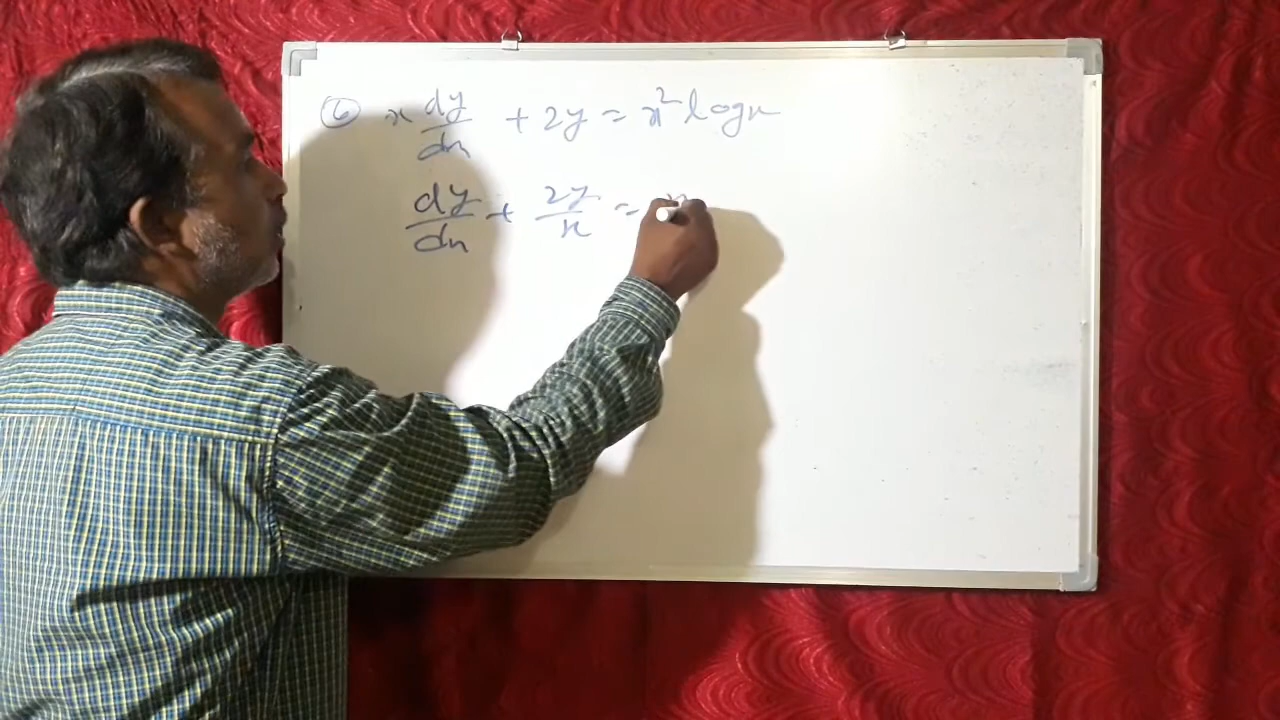 ⑥ x dy/dx + 2y = x² log x
dy/dx + 2y/x =